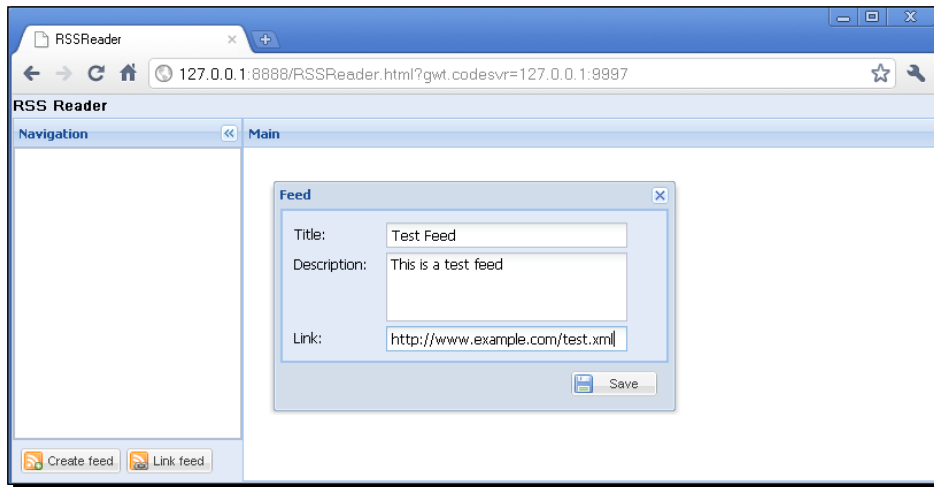 RSSReader
127.0.0.1:8888/RSSReader.html?gwt.codesvr=127.0.0.1:9997
RSS Reader
Navigation
Main
Feed
Title:
Test Feed
Description:
This is a test feed
Link:
http://www.example.com/test.xml
Save
Create feed
Link feed